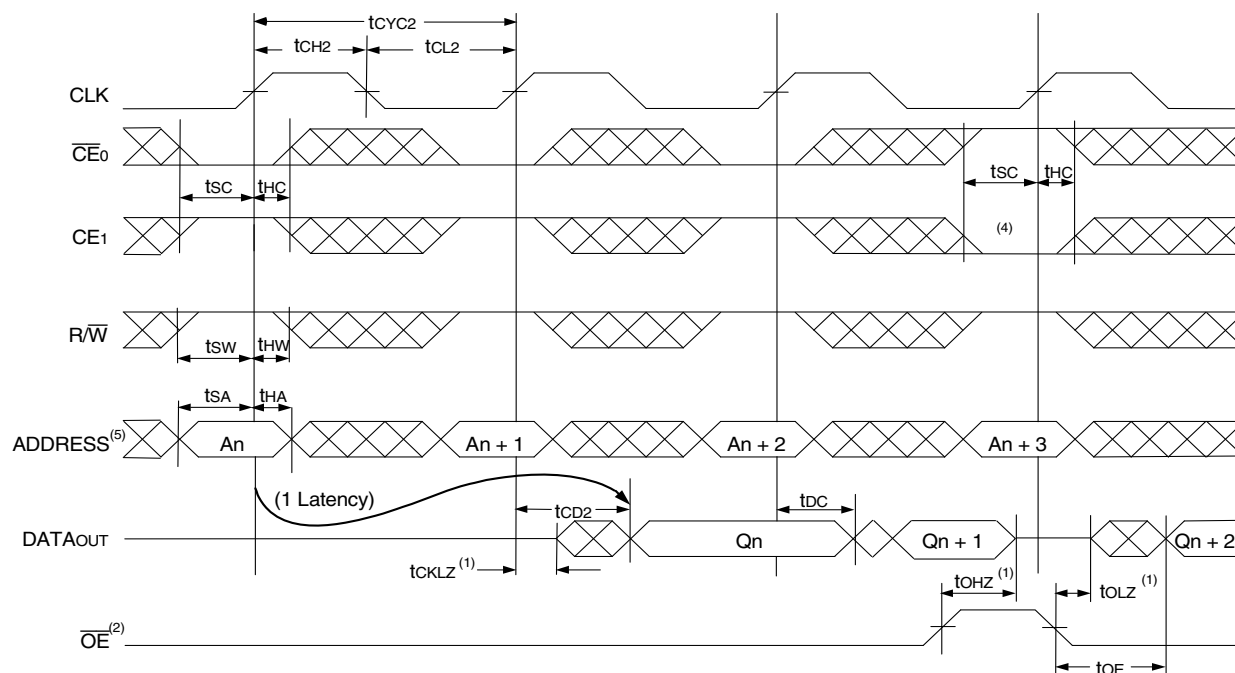 tCYC2
tCH2 tCL2
CLK
CE0
tSC tHC tSC tHC
CE1 (4)
R/W
tSW tHW
tSA tHA
ADDRESS(5) An An + 1 An + 2 An + 3
(1 Latency) tCD2 tDC
DATAOUT Qn Qn + 1 Qn + 2
tCKLZ (1) tOHZ (1) tOLZ (1)
OE(2)
tOE